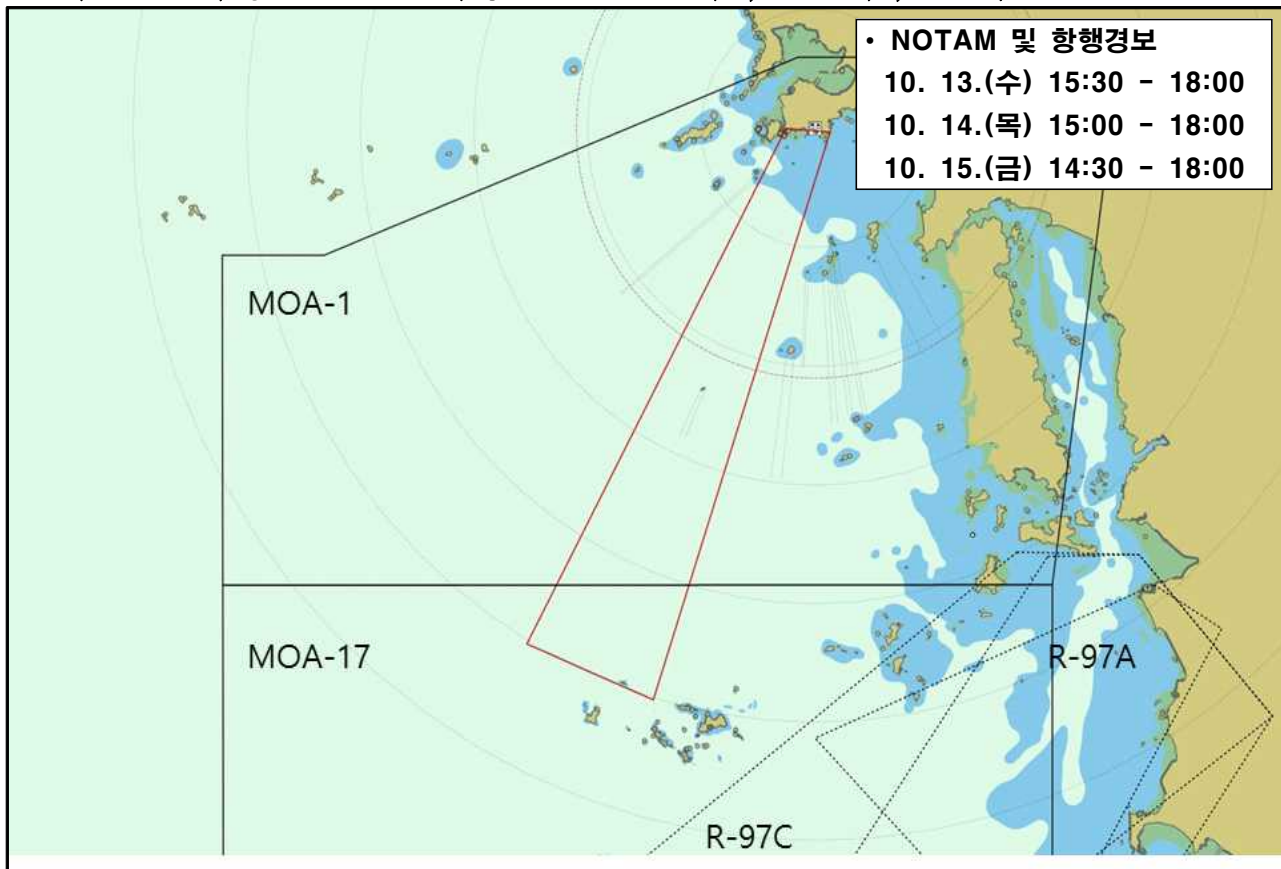 • NOTAM 및 항행경보
10. 13.(수) 15:30 - 18:00
10. 14.(목) 15:00 - 18:00
10. 15.(금) 14:30 - 18:00
MOA-1
MOA-17
R-97A
R-97C